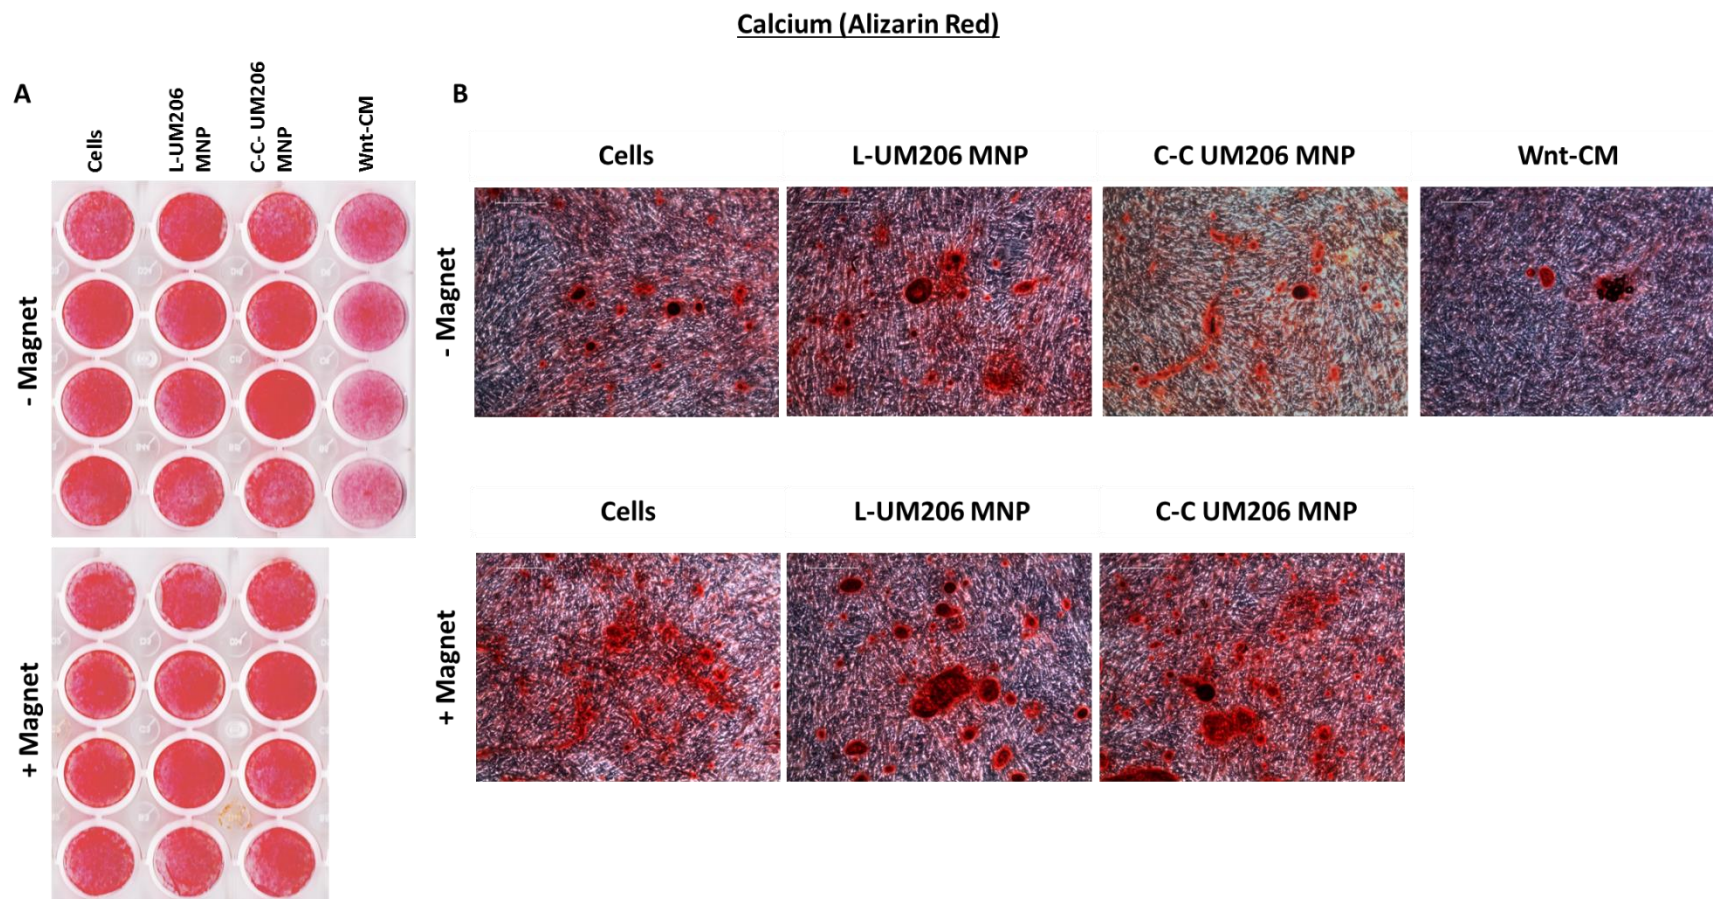 Calcium (Alizarin Red)
A
Cells
L-UM206
MNP
C-C- UM206
MNP
Wnt-CM
- Magnet
+ Magnet
B
Cells
L-UM206 MNP
C-C UM206 MNP
Wnt-CM
- Magnet
Cells
L-UM206 MNP
C-C UM206 MNP
+ Magnet